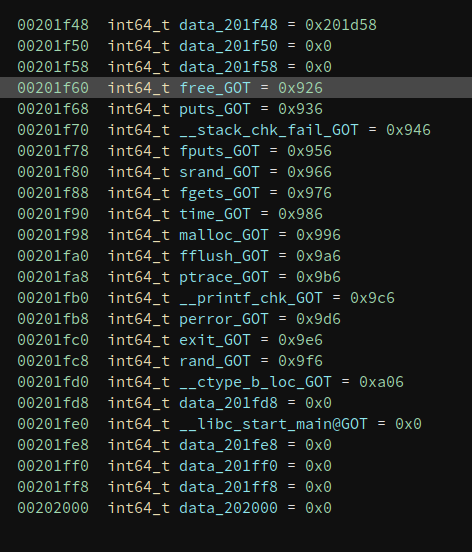 00201f48  int64_t data_201f48 = 0x201d58
00201f50  int64_t data_201f50 = 0x0
00201f58  int64_t data_201f58 = 0x0
00201f60  int64_t free_GOT = 0x926
00201f68  int64_t puts_GOT = 0x936
00201f70  int64_t __stack_chk_fail_GOT = 0x946
00201f78  int64_t fputs_GOT = 0x956
00201f80  int64_t srand_GOT = 0x966
00201f88  int64_t fgets_GOT = 0x976
00201f90  int64_t time_GOT = 0x986
00201f98  int64_t malloc_GOT = 0x996
00201fa0  int64_t fflush_GOT = 0x9a6
00201fa8  int64_t ptrace_GOT = 0x9b6
00201fb0  int64_t __printf_chk_GOT = 0x9c6
00201fb8  int64_t perror_GOT = 0x9d6
00201fc0  int64_t exit_GOT = 0x9e6
00201fc8  int64_t rand_GOT = 0x9f6
00201fd0  int64_t __ctype_b_loc_GOT = 0xa06
00201fd8  int64_t data_201fd8 = 0x0
00201fe0  int64_t __libc_start_main@GOT = 0x0
00201fe8  int64_t data_201fe8 = 0x0
00201ff0  int64_t data_201ff0 = 0x0
00201ff8  int64_t data_201ff8 = 0x0
00202000  int64_t data_202000 = 0x0